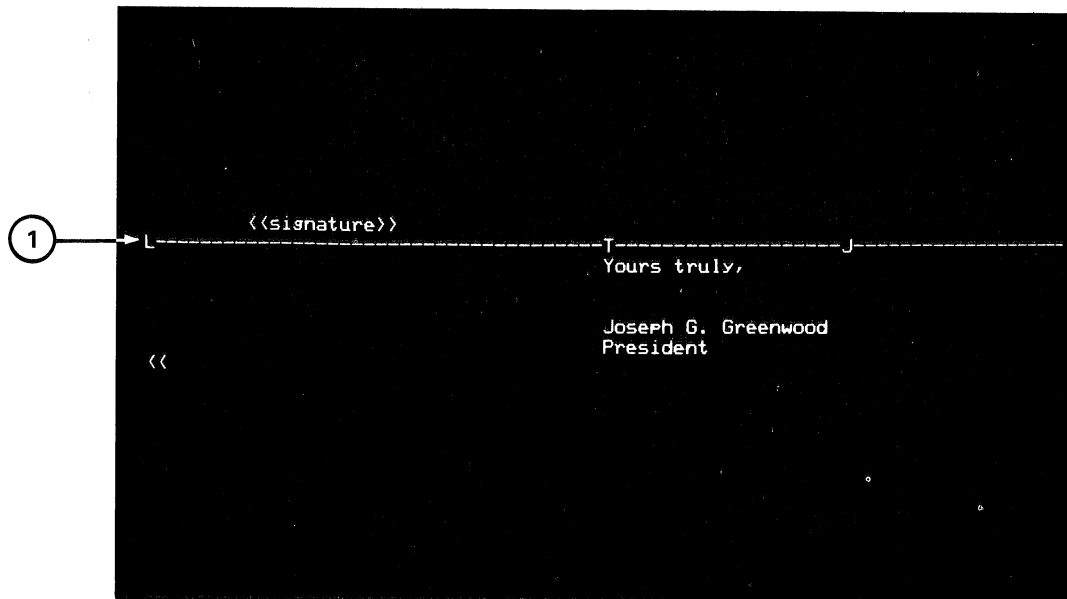 <<signature>>
1 L-----------------------------------------------------------T------------------------------J----------------------------
Yours truly,
Joseph G. Greenwood
President
<<